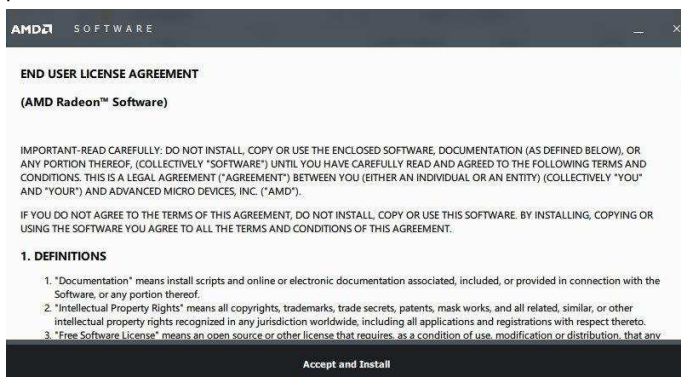 AMD SOFTWARE
END USER LICENSE AGREEMENT
(AMD Radeon™ Software)
IMPORTANT-READ CAREFULLY: DO NOT INSTALL, COPY OR USE THE ENCLOSED SOFTWARE, DOCUMENTATION (AS DEFINED BELOW), OR
ANY PORTION THEREOF, (COLLECTIVELY "SOFTWARE") UNTIL YOU HAVE CAREFULLY READ AND AGREED TO THE FOLLOWING TERMS AND
CONDITIONS. THIS IS A LEGAL AGREEMENT ("AGREEMENT") BETWEEN YOU (EITHER AN INDIVIDUAL OR AN ENTITY) (COLLECTIVELY "YOU"
AND "YOUR") AND ADVANCED MICRO DEVICES, INC. ("AMD").
IF YOU DO NOT AGREE TO THE TERMS OF THIS AGREEMENT, DO NOT INSTALL, COPY OR USE THIS SOFTWARE. BY INSTALLING, COPYING OR
USING THE SOFTWARE YOU AGREE TO ALL THE TERMS AND CONDITIONS OF THIS AGREEMENT.
1. DEFINITIONS
1. "Documentation" means install scripts and online or electronic documentation associated, included, or provided in connection with the
Software, or any portion thereof.
2. "Intellectual Property Rights" means all copyrights, trademarks, trade secrets, patents, mask works, and all related, similar, or other
intellectual property rights recognized in any jurisdiction worldwide, including all applications and registrations with respect thereto.
3. "Free Software License" means an open source or other license that requires, as a condition of use, modification or distribution, that any
Accept and Install